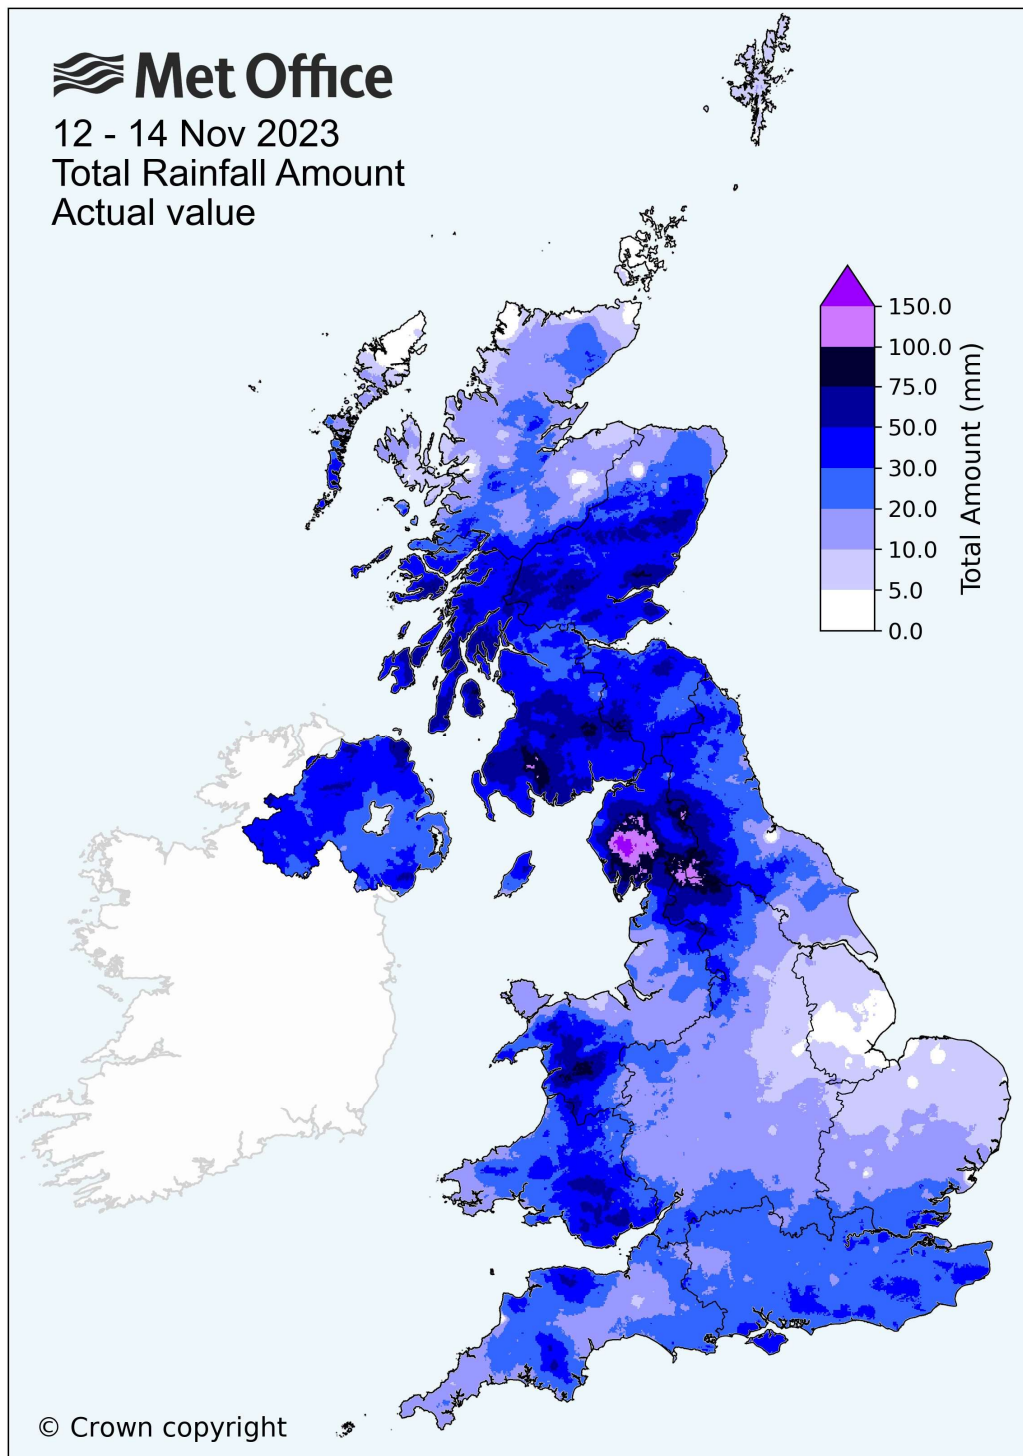 Met Office
12 - 14 Nov 2023
Total Rainfall Amount
Actual value
150.0
100.0
75.0
50.0
30.0
20.0
10.0
5.0
0.0
Total Amount (mm)
© Crown copyright